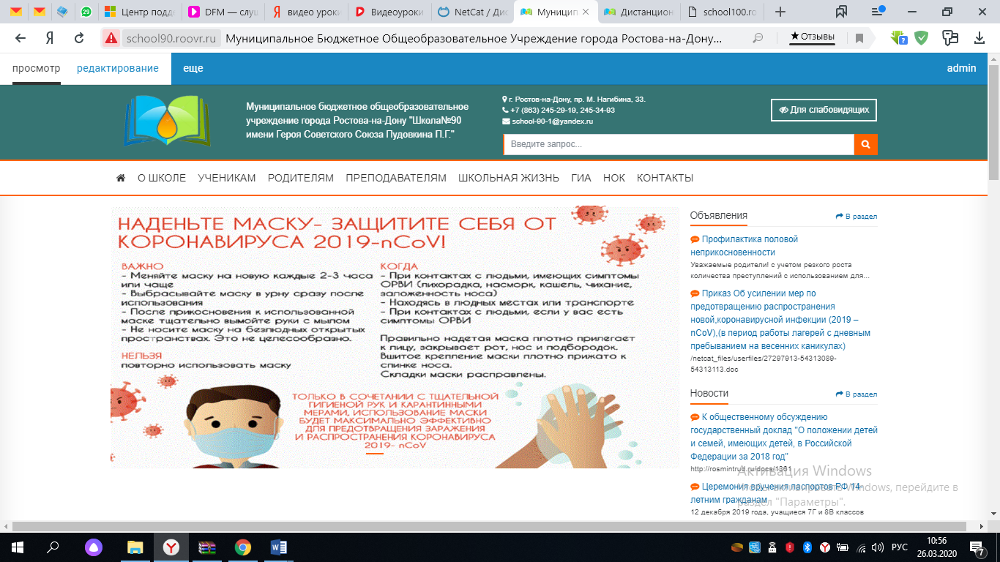 Центрподде
DFM — слуш
видео уроки
Видеоуроки
NetCat / Дис
Муницип
Дистанцион
school100.ro
school90.roovr.ru
Муниципальное Бюджетное Общеобразовательное Учреждение города Ростова-на-Дону...
Отзывы
просмотр
редактирование
еще
admin
Муниципальное бюджетное общеобразовательное
учреждение города Ростова-на-Дону "Школа№90
имени Героя Советского Союза Пудовкина П.Г."
г. Ростов-на-Дону, пр. М. Нагибина, 33.
+7 (863) 245-29-19, 245-34-93
school-90-1@yandex.ru
Для слабовидящих
Введите запрос...
О ШКОЛЕ
УЧЕНИКАМ
РОДИТЕЛЯМ
ПРЕПОДАВАТЕЛЯМ
ШКОЛЬНАЯ ЖИЗНЬ
ГИА
НОК
КОНТАКТЫ
НАДЕНЬТЕ МАСКУ- ЗАЩИТИТЕ СЕБЯ ОТ
КОРОНАВИРУСА 2019-nCoV!
ВАЖНО
- Меняйте маску на новую каждые 2-3 часа
или чаще
- Выбрасывайте маску в урну сразу после
использования
- После прикосновения к использованной
маске тщательно вымойте руки с мылом
- Не носите маску на безлюдных открытых
пространствах. Это не целесообразно.
НЕЛЬЗЯ
повторно использовать маску
КОГДА
- При контактах с людьми, имеющих симптомы
ОРВИ (лихорадка, насморк, кашель, чихание,
заложенность носа)
- Находясь в людных местах или транспорте
- При контактах с людьми, если у вас есть
симптомы ОРВИ
Правильно надетая маска плотно прилегает
к лицу, закрывает рот, нос и подбородок.
Вшитое крепление маски плотно прижато к
спинке носа.
Складки маски расправлены.
ТОЛЬКО В СОЧЕТАНИИ С ТЩАТЕЛЬНОЙ
ГИГИЕНОЙ РУК И КАРАНТИННЫМИ
МЕРАМИ, ИСПОЛЬЗОВАНИЕ МАСКИ
БУДЕТ МАКСИМАЛЬНО ЭФФЕКТИВНО
ДЛЯ ПРЕДОТВРАЩЕНИЯ ЗАРАЖЕНИЯ
И РАСПРОСТРАНЕНИЯ КОРОНАВИРУСА
2019- nCoV
Объявления
В раздел
Профилактика половой
неприкосновенности
Уважаемые родители! с учетом резкого роста
количества преступлений с использованием для...
Приказ Об усилении мер по
предотвращению распространения
новой,коронавирусной инфекции (2019 –
nCoV),(в период работы лагерей с дневным
пребыванием на весенних каникулах)
/netcat_files/userfiles/27297913-54313089-
54313113.doc
Новости
В раздел
К общественному обсуждению
государственный доклад "О положении детей
и семей, имеющих детей, в Российской
Федерации за 2018 год"
http://rosmintrud.ru/docs/1361
Церемония вручения паспортов РФ 14-
летним гражданам
12 декабря 2019 года, учащиеся 7Г и 8В классов
Активация Windows
Чтобы активировать Windows, перейдите в
раздел "Параметры".
РУС
10:56
26.03.2020
7